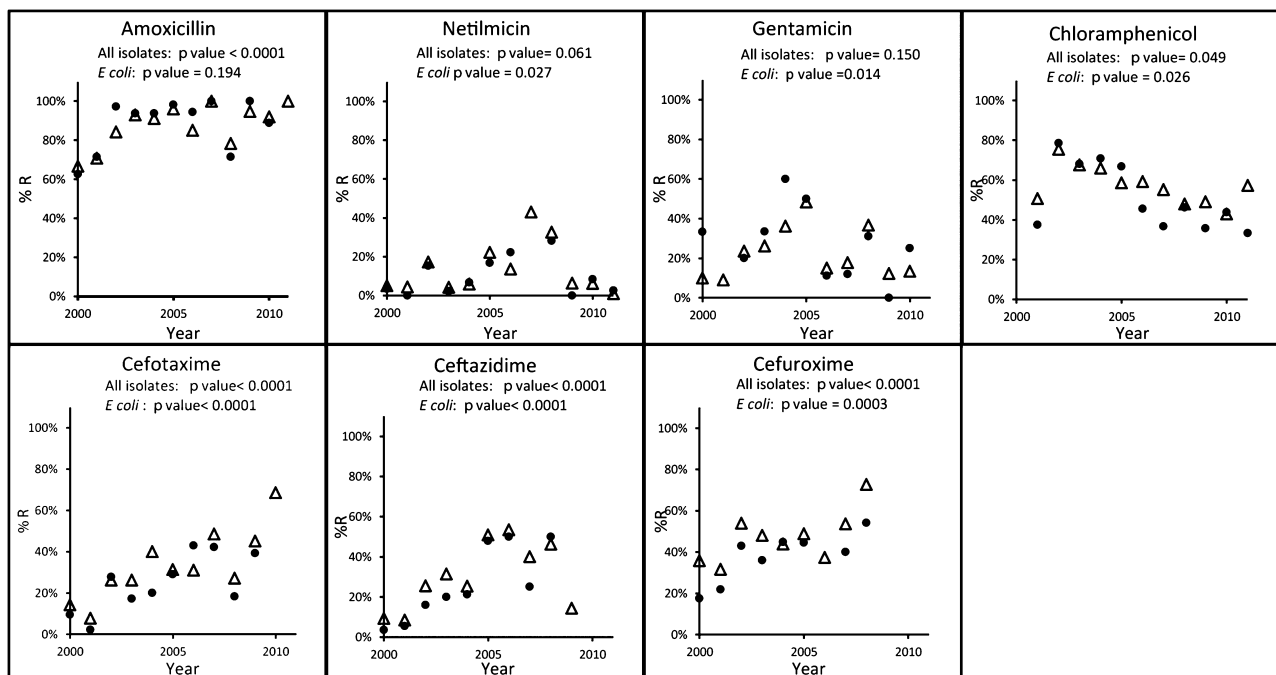 Amoxicillin
All isolates: p value < 0.0001
E coli: p value = 0.194
100%
80%
60%
40%
20%
0%
% R
2000
2005
2010
Year
Netilmicin
All isolates: p value= 0.061
E coli p value = 0.027
100%
80%
60%
40%
20%
0%
% R
2000
2005
2010
Year
Gentamicin
All isolates: p value= 0.150
E coli: p value =0.014
100%
80%
60%
40%
20%
0%
% R
2000
2005
2010
Year
Chloramphenicol
All isolates: p value= 0.049
E coli: p value = 0.026
100%
80%
60%
40%
20%
0%
% R
2000
2005
2010
Year
Cefotaxime
All isolates: p value< 0.0001
E coli : p value< 0.0001
100%
80%
60%
40%
20%
0%
% R
2000
2005
2010
Year
Ceftazidime
All isolates: p value< 0.0001
E coli: p value< 0.0001
100%
80%
60%
40%
20%
0%
% R
2000
2005
2010
Year
Cefuroxime
All isolates: p value< 0.0001
E coli: p value = 0.0003
100%
80%
60%
40%
20%
0%
%R
2000
2005
2010
Year